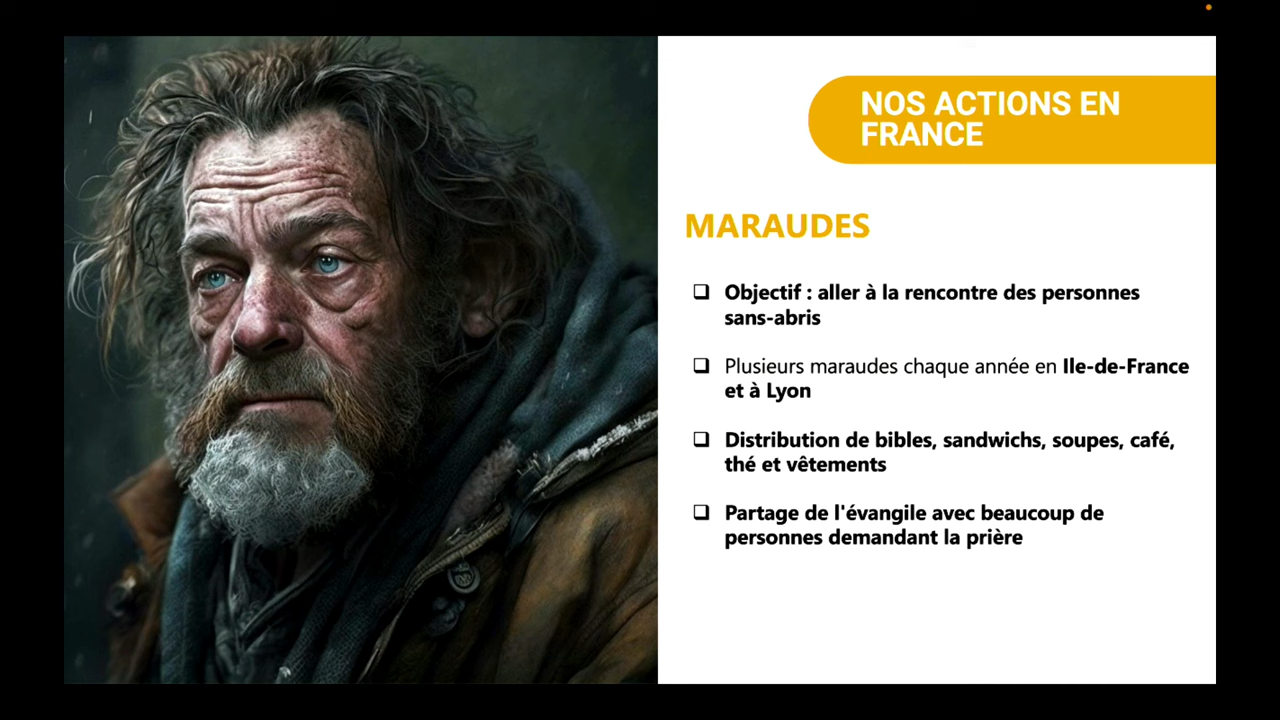 NOS ACTIONS EN
FRANCE
MARAUDES
Objectif : aller à la rencontre des personnes
sans-abris
Plusieurs maraudes chaque année en Ile-de-France
et à Lyon
Distribution de bibles, sandwichs, soupes, café,
thé et vêtements
Partage de l'évangile avec beaucoup de
personnes demandant la prière